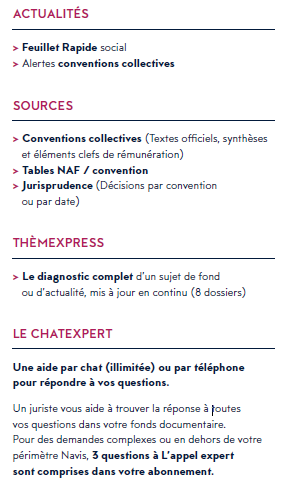 ACTUALITÉS
> Feuillet Rapide social
> Alertes conventions collectives
SOURCES
> Conventions collectives (Textes officiels, synthèses
et éléments clefs de rémunération)
> Tables NAF / convention
> Jurisprudence (Décisions par convention
ou par date)
THÈMEXPRESS
> Le diagnostic complet d'un sujet de fond
ou d'actualité, mis à jour en continu (8 dossiers)
LE CHATEXPERT
Une aide par chat (illimitée) ou par téléphone
pour répondre à vos questions.
Un juriste vous aide à trouver la réponse à toutes
vos questions dans votre fonds documentaire.
Pour des demandes complexes ou en dehors de votre
périmètre Navis, 3 questions à L'appel expert
sont comprises dans votre abonnement.